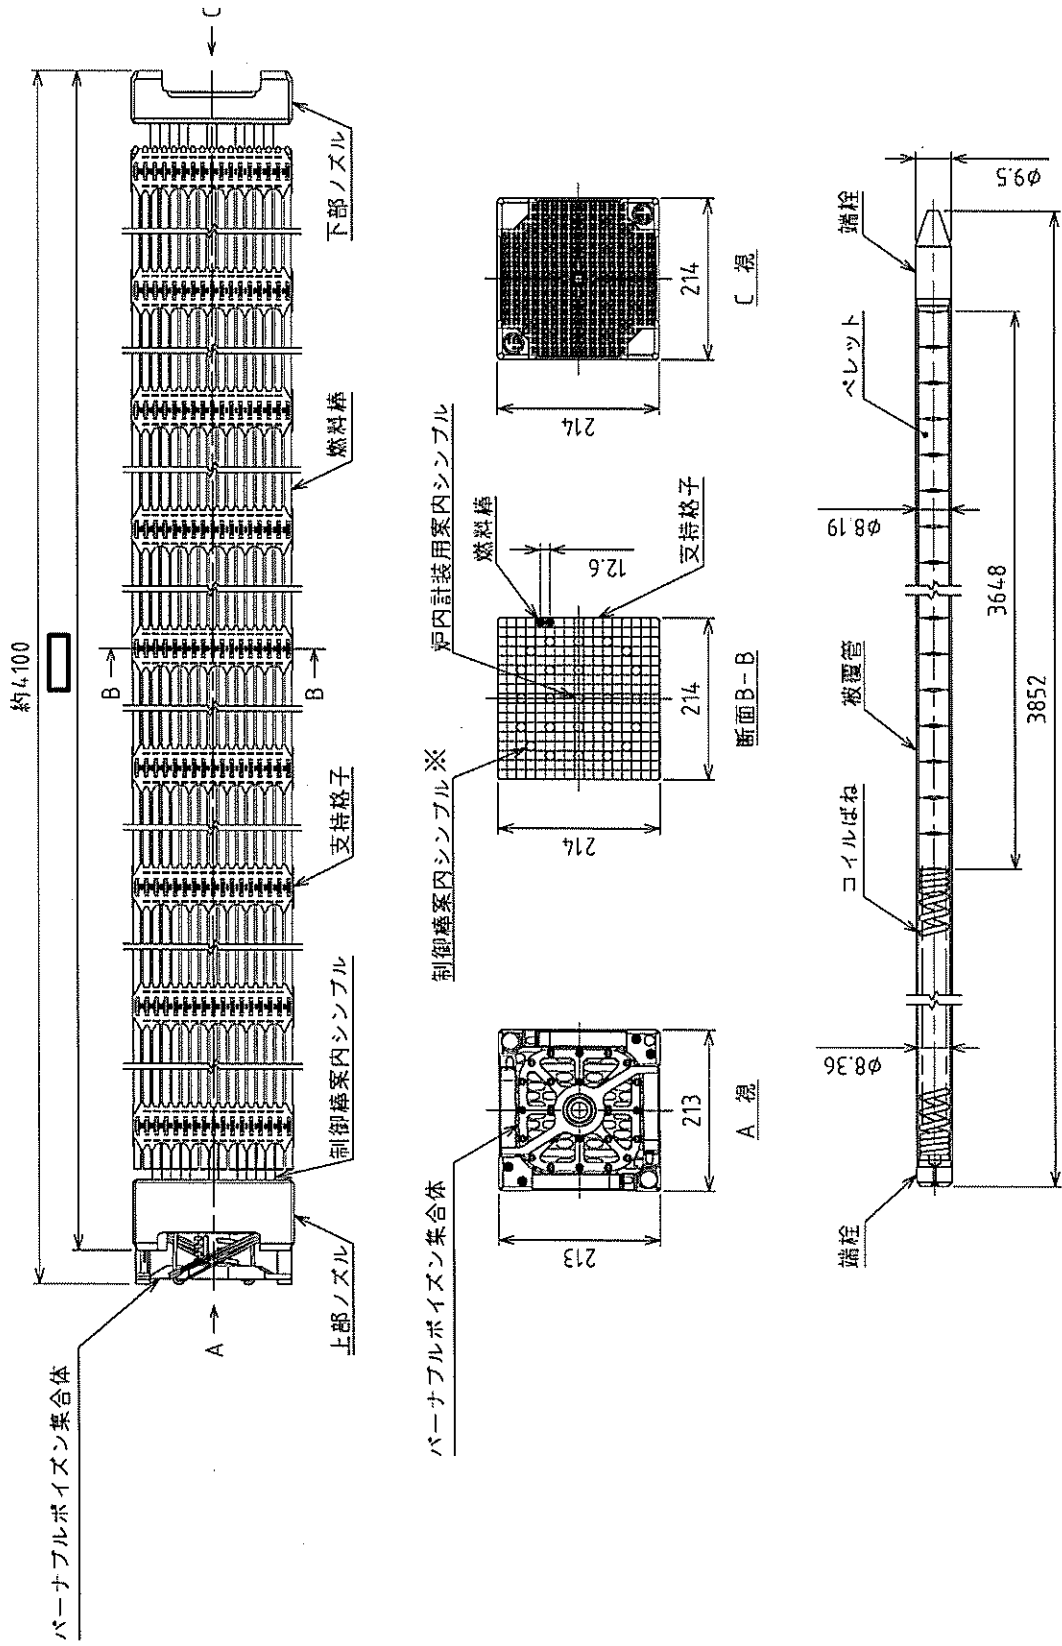 バーナブルポイズン集合体
約4100
A
上部ノズル
制御棒案内シンブル
支持格子
B
B
燃料棒
下部ノズル
C
バーナブルポイズン集合体
213
213
A 視
制御棒案内シンブル※
炉内計装用案内シンブル
燃料棒
12.6
支持格子
214
214
断面B-B
214
214
C 視
端栓
φ8.36
コイルばね
被覆管
φ8.19
ペレット
端栓
φ9.5
3648
3852